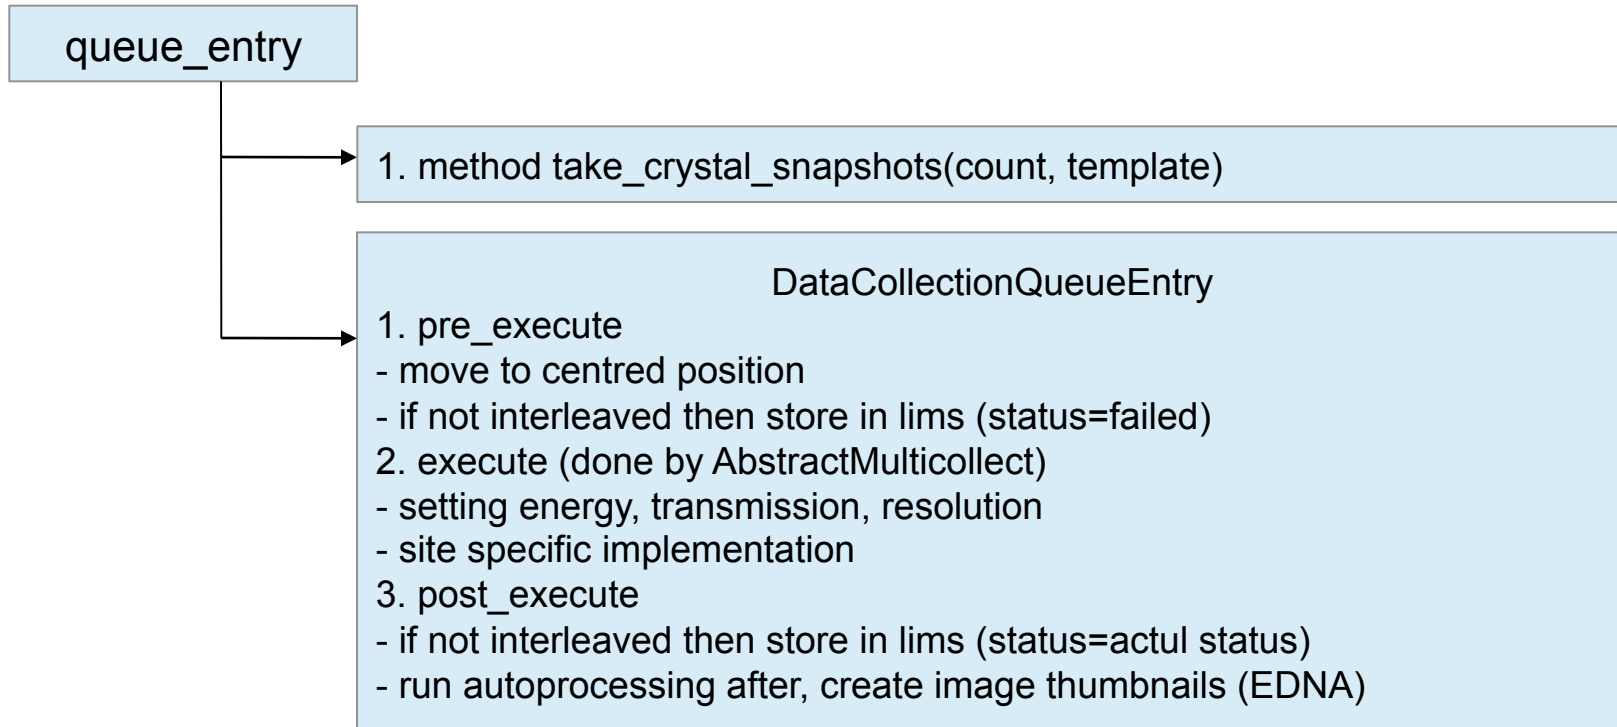 queue_entry
1. method take_crystal_snapshots(count, template)
DataCollectionQueueEntry
1. pre_execute
- move to centred position
- if not interleaved then store in lims (status=failed)
2. execute (done by AbstractMulticollect)
- setting energy, transmission, resolution
- site specific implementation
3. post_execute
- if not interleaved then store in lims (status=actul status)
- run autoprocessing after, create image thumbnails (EDNA)